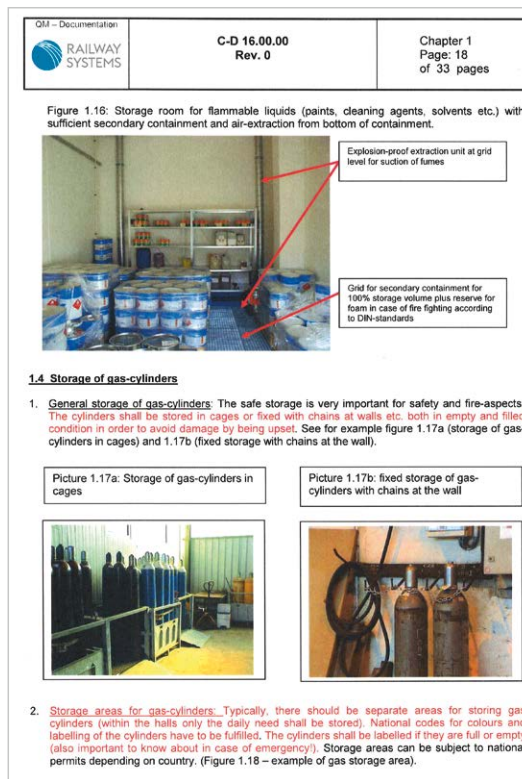 QM – Documentation
RAILWAY
SYSTEMS
C-D 16.00.00
Rev. 0
Chapter 1
Page: 18
of 33 pages
Figure 1.16: Storage room for flammable liquids (paints, cleaning agents, solvents etc.) with
sufficient secondary containment and air-extraction from bottom of containment.
Explosion-proof extraction unit at grid
level for suction of fumes
Grid for secondary containment for
100% storage volume plus reserve for
foam in case of fire fighting according
to DIN-standards
1.4 Storage of gas-cylinders
1. General storage of gas-cylinders: The safe storage is very important for safety and fire-aspects
The cylinders shall be stored in cages or fixed with chains at walls etc. both in empty and filled
condition in order to avoid damage by being upset. See for example figure 1.17a (storage of gas-
cylinders in cages) and 1.17b (fixed storage with chains at the wall).
Picture 1.17a: Storage of gas-cylinders in
cages
Picture 1.17b: fixed storage of gas-
cylinders with chains at the wall
2. Storage areas for gas-cylinders: Typically, there should be separate areas for storing gas
cylinders (within the halls only the daily need shall be stored). National codes for colours and
labelling of the cylinders have to be fulfilled. The cylinders shall be labelled if they are full or empty
(also important to know about in case of emergency!). Storage areas can be subject to national
permits depending on country. (Figure 1.18 – example of gas storage area).